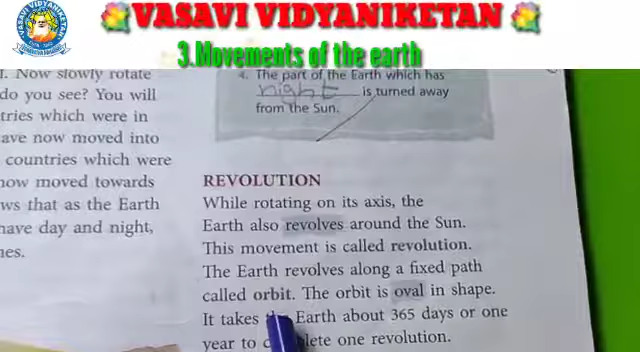 VASAVI VIDYANIKETAN
3.Movements of the earth
VASAVI VIDYANIKETAN
. Now slowly rotate
do you see? You will
tries which were in
ave now moved into
countries which were
now moved towards
ws that as the Earth
have day and night,
nes.
4. The part of the Earth which has
night is turned away
from the Sun.
REVOLUTION
While rotating on its axis, the
Earth also revolves around the Sun.
This movement is called revolution.
The Earth revolves along a fixed path
called orbit. The orbit is oval in shape.
It takes Earth about 365 days or one
year to lete one revolution.